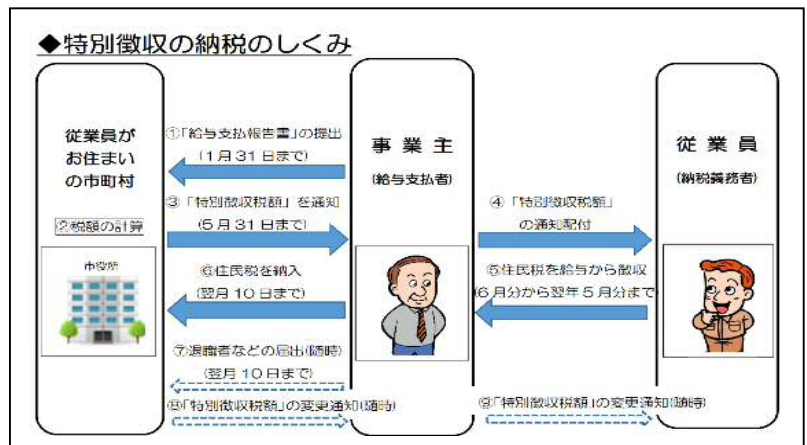 ◆特別徴収の納税のしくみ
従業員が
お住まい
の市町村
②税額の計算
市役所
①「給与支払報告書」の提出
(1月31日まで)
③「特別徴収税額」を通知
(5月31日まで)
⑥住民税を納入
(翌月10日まで)
⑦退職者などの届出(随時)
(翌月10日まで)
⑧「特別徴収税額」の変更通知(随時)
事業主
(給与支払者)
④「特別徴収税額」
の通知配付
⑤住民税を給与から徴収
(6月分から翌年5月分まで)
⑨「特別徴収税額」の変更通知(随時)
従業員
(納税義務者)